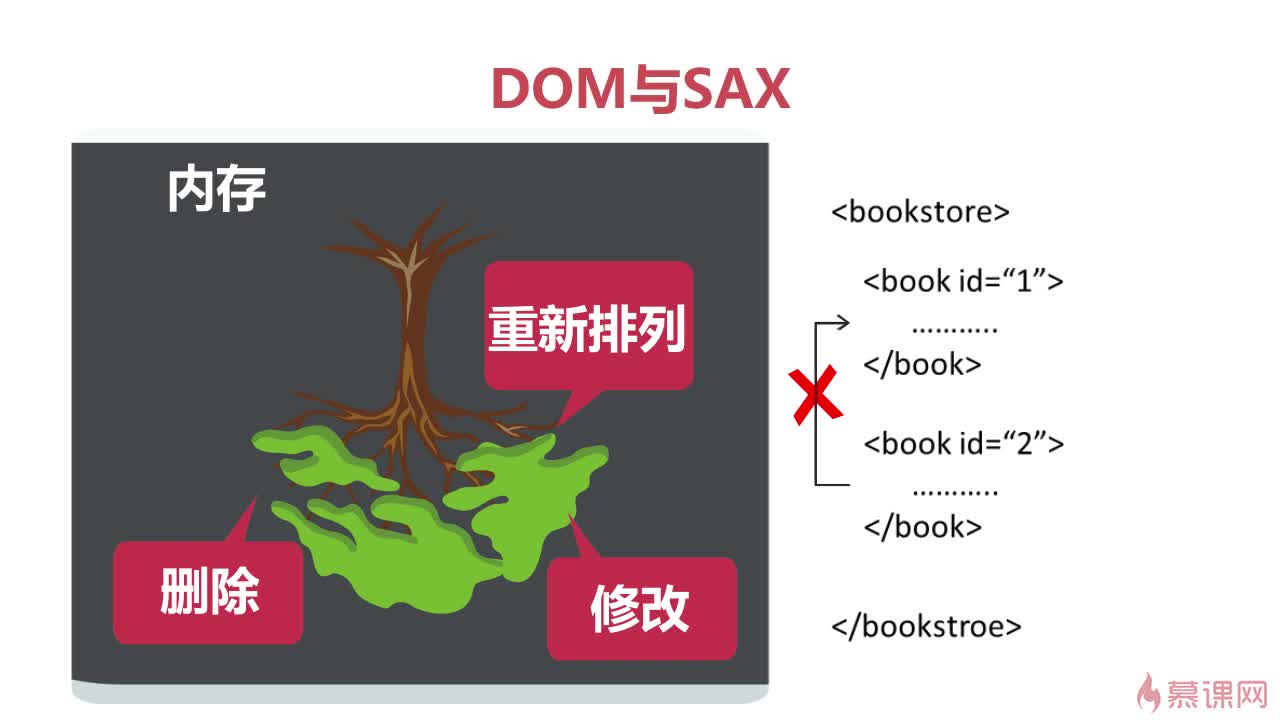 DOM与SAX
内存
重新排列
删除
修改
<bookstore>
<book id=“1”>
………..
</book>
<book id=“2”>
………..
</book>
</bookstroe>
慕课网